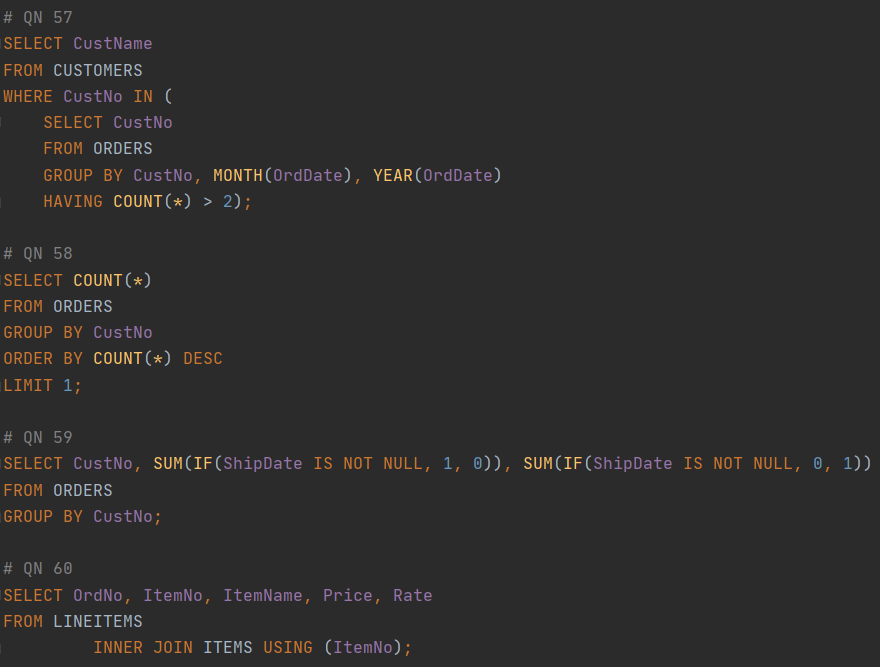 # QN 57
SELECT CustName
FROM CUSTOMERS
WHERE CustNo IN (
    SELECT CustNo
    FROM ORDERS
    GROUP BY CustNo, MONTH(OrdDate), YEAR(OrdDate)
    HAVING COUNT(*) > 2);

# QN 58
SELECT COUNT(*)
FROM ORDERS
GROUP BY CustNo
ORDER BY COUNT(*) DESC
LIMIT 1;

# QN 59
SELECT CustNo, SUM(IF(ShipDate IS NOT NULL, 1, 0)), SUM(IF(ShipDate IS NOT NULL, 0, 1))
FROM ORDERS
GROUP BY CustNo;

# QN 60
SELECT OrdNo, ItemNo, ItemName, Price, Rate
FROM LINEITEMS
         INNER JOIN ITEMS USING (ItemNo);